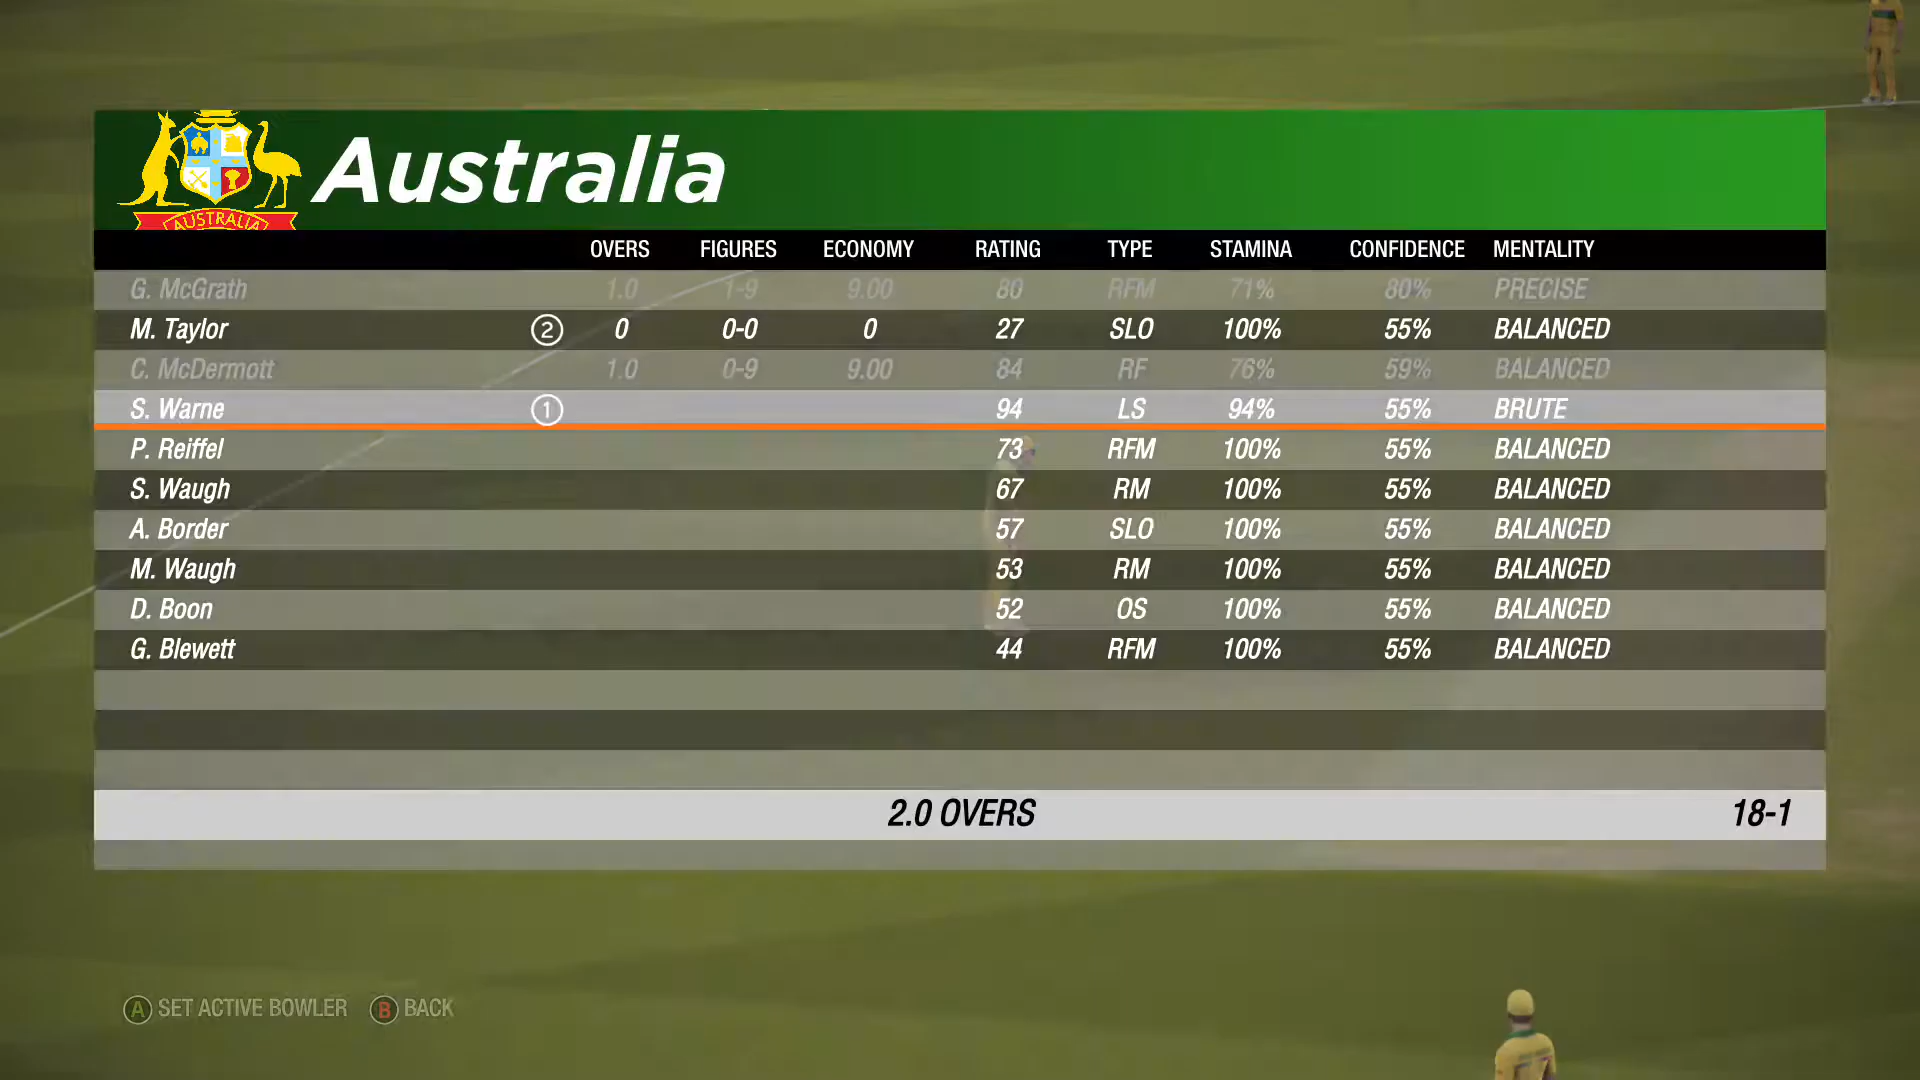 AUSTRALIA
Australia
OVERS FIGURES ECONOMY RATING TYPE STAMINA CONFIDENCE MENTALITY
G. McGrath 1.0 1-9 9.00 80 RFM 71% 80% PRECISE
M. Taylor 2 0 0-0 0 27 SLO 100% 55% BALANCED
C. McDermott 1.0 0-9 9.00 84 RF 76% 59% BALANCED
S. Warne 1 94 LS 94% 55% BRUTE
P. Reiffel 73 RFM 100% 55% BALANCED
S. Waugh 67 RM 100% 55% BALANCED
A. Border 57 SLO 100% 55% BALANCED
M. Waugh 53 RM 100% 55% BALANCED
D. Boon 52 OS 100% 55% BALANCED
G. Blewett 44 RFM 100% 55% BALANCED
2.0 OVERS 18-1
A SET ACTIVE BOWLER B BACK